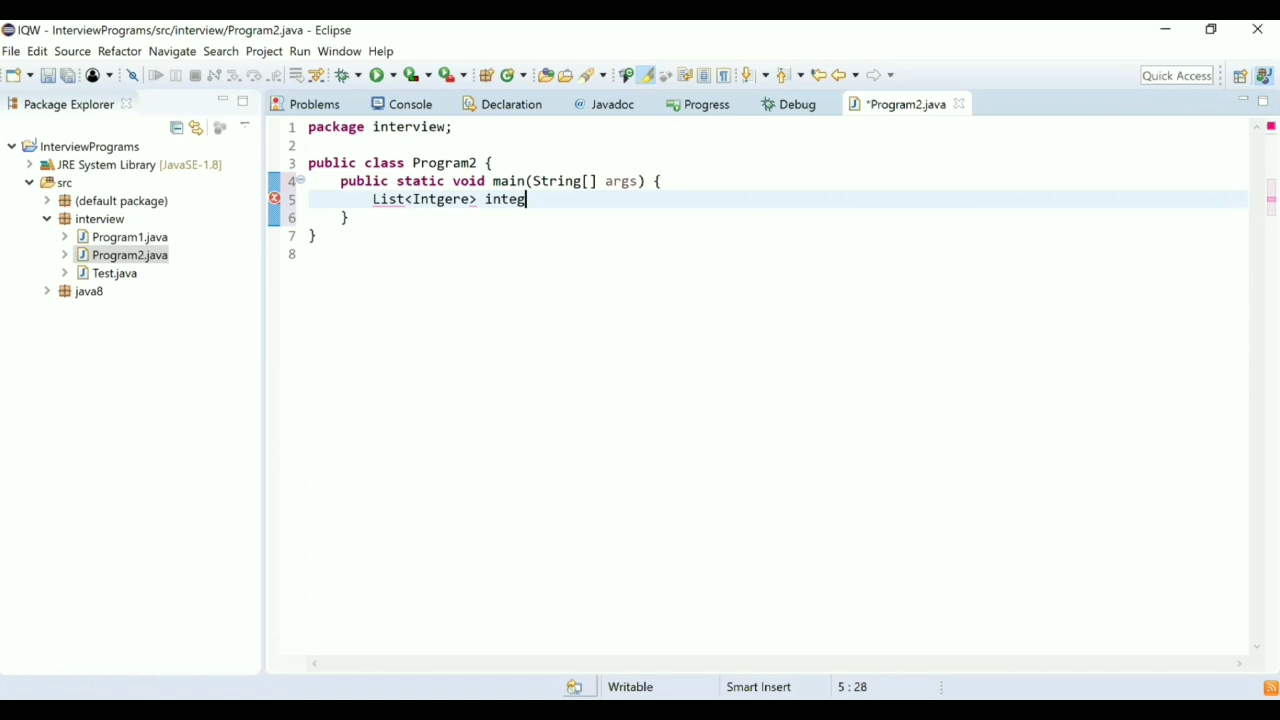 IQW - InterviewPrograms/src/interview/Program2.java - Eclipse
File Edit Source Refactor Navigate Search Project Run Window Help
Quick Access
Package Explorer
Problems Console Declaration @ Javadoc Progress Debug *Program2.java
InterviewPrograms
JRE System Library [JavaSE-1.8]
src
(default package)
interview
Program1.java
Program2.java
Test.java
java8
1 package interview;
2
3 public class Program2 {
4 public static void main(String[] args) {
5 List<Intgere> integ
6 }
7 }
8
Writable Smart Insert 5 : 28